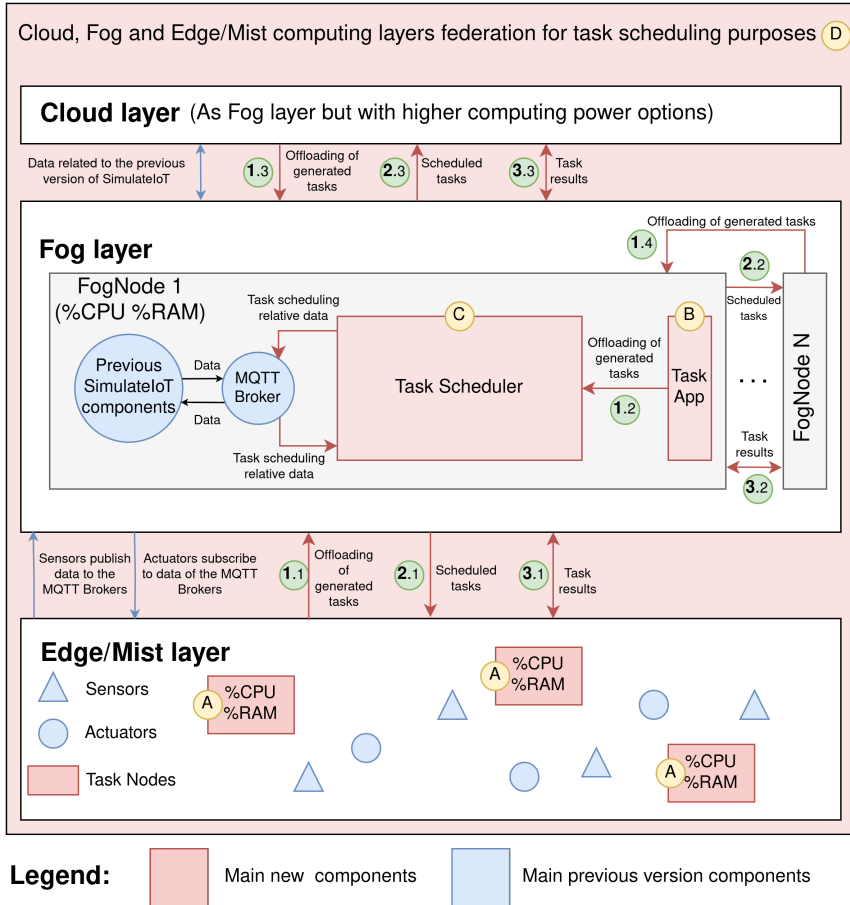 Cloud, Fog and Edge/Mist computing layers federation for task scheduling purposes D
Cloud layer (As Fog layer but with higher computing power options)
Data related to the previous
version of SimulateIoT
1.3
Offloading of
generated
tasks
2.3
Scheduled
tasks
3.3
Task
results
Fog layer
Offloading of generated tasks
1.4
2.2
Scheduled
tasks
FogNode 1
(%CPU %RAM)
Previous
SimulateIoT
components
Data
Data
MQTT
Broker
Task scheduling
relative data
Task scheduling
relative data
C
Task Scheduler
Offloading of
generated
tasks
1.2
B
Task
App
. . .
FogNode N
Task
results
3.2
Sensors publish
data to the
MQTT Brokers
Actuators subscribe
to data of the MQTT
Brokers
1.1
Offloading
of
generated
tasks
2.1
Scheduled
tasks
3.1
Task
results
Edge/Mist layer
Sensors
Actuators
Task Nodes
A
%CPU
%RAM
A
%CPU
%RAM
A
%CPU
%RAM
Legend:
Main new components
Main previous version components